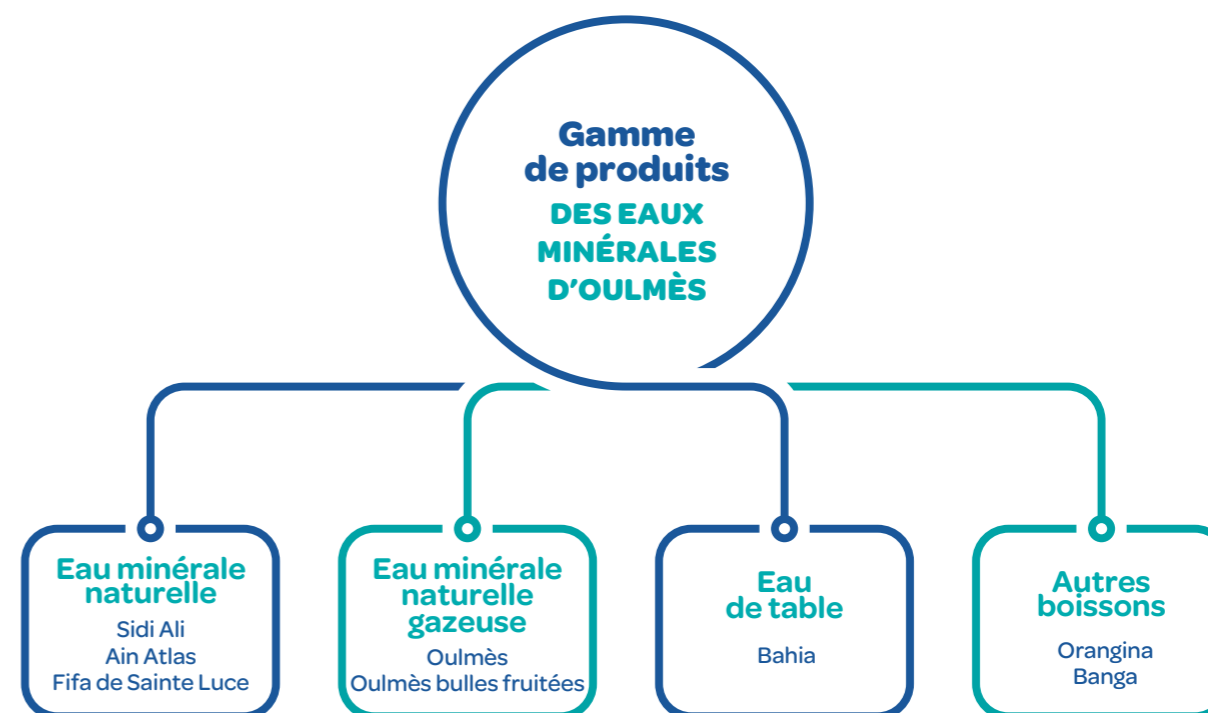 Gamme
de produits
DES EAUX
MINÉRALES
D'OULMÈS
Eau minérale
naturelle
Sidi Ali
Ain Atlas
Fifa de Sainte Luce
Eau minérale
naturelle
gazeuse
Oulmès
Oulmès bulles fruitées
Eau
de table
Bahia
Autres
boissons
Orangina
Banga